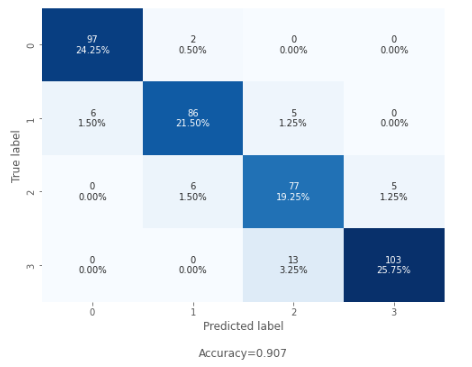 0
97 2 0 0
24.25% 0.50% 0.00% 0.00%
1
6 86 5 0
1.50% 21.50% 1.25% 0.00%
True label
2
0 6 77 5
0.00% 1.50% 19.25% 1.25%
3
0 0 13 103
0.00% 0.00% 3.25% 25.75%
0 1 2 3
Predicted label
Accuracy=0.907